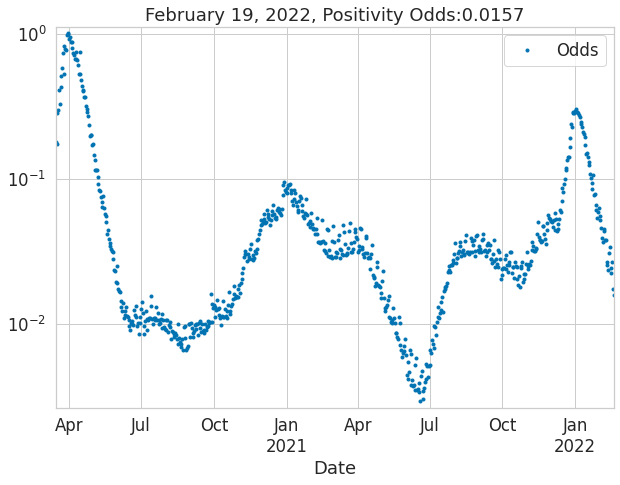 February 19, 2022, Positivity Odds:0.0157
10⁰
10⁻¹
10⁻²
Odds
Apr
Jul
Oct
Jan
2021
Apr
Jul
Oct
Jan
2022
Date